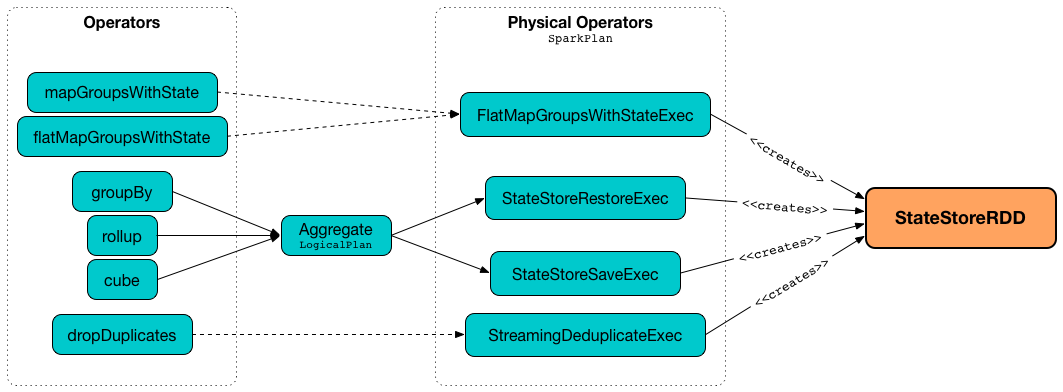 Operators
mapGroupsWithState
flatMapGroupsWithState
groupBy
rollup
cube
dropDuplicates
Aggregate
LogicalPlan
Physical Operators
SparkPlan
FlatMapGroupsWithStateExec
StateStoreRestoreExec
StateStoreSaveExec
StreamingDeduplicateExec
<<creates>>
<<creates>>
<<creates>>
<<creates>>
StateStoreRDD